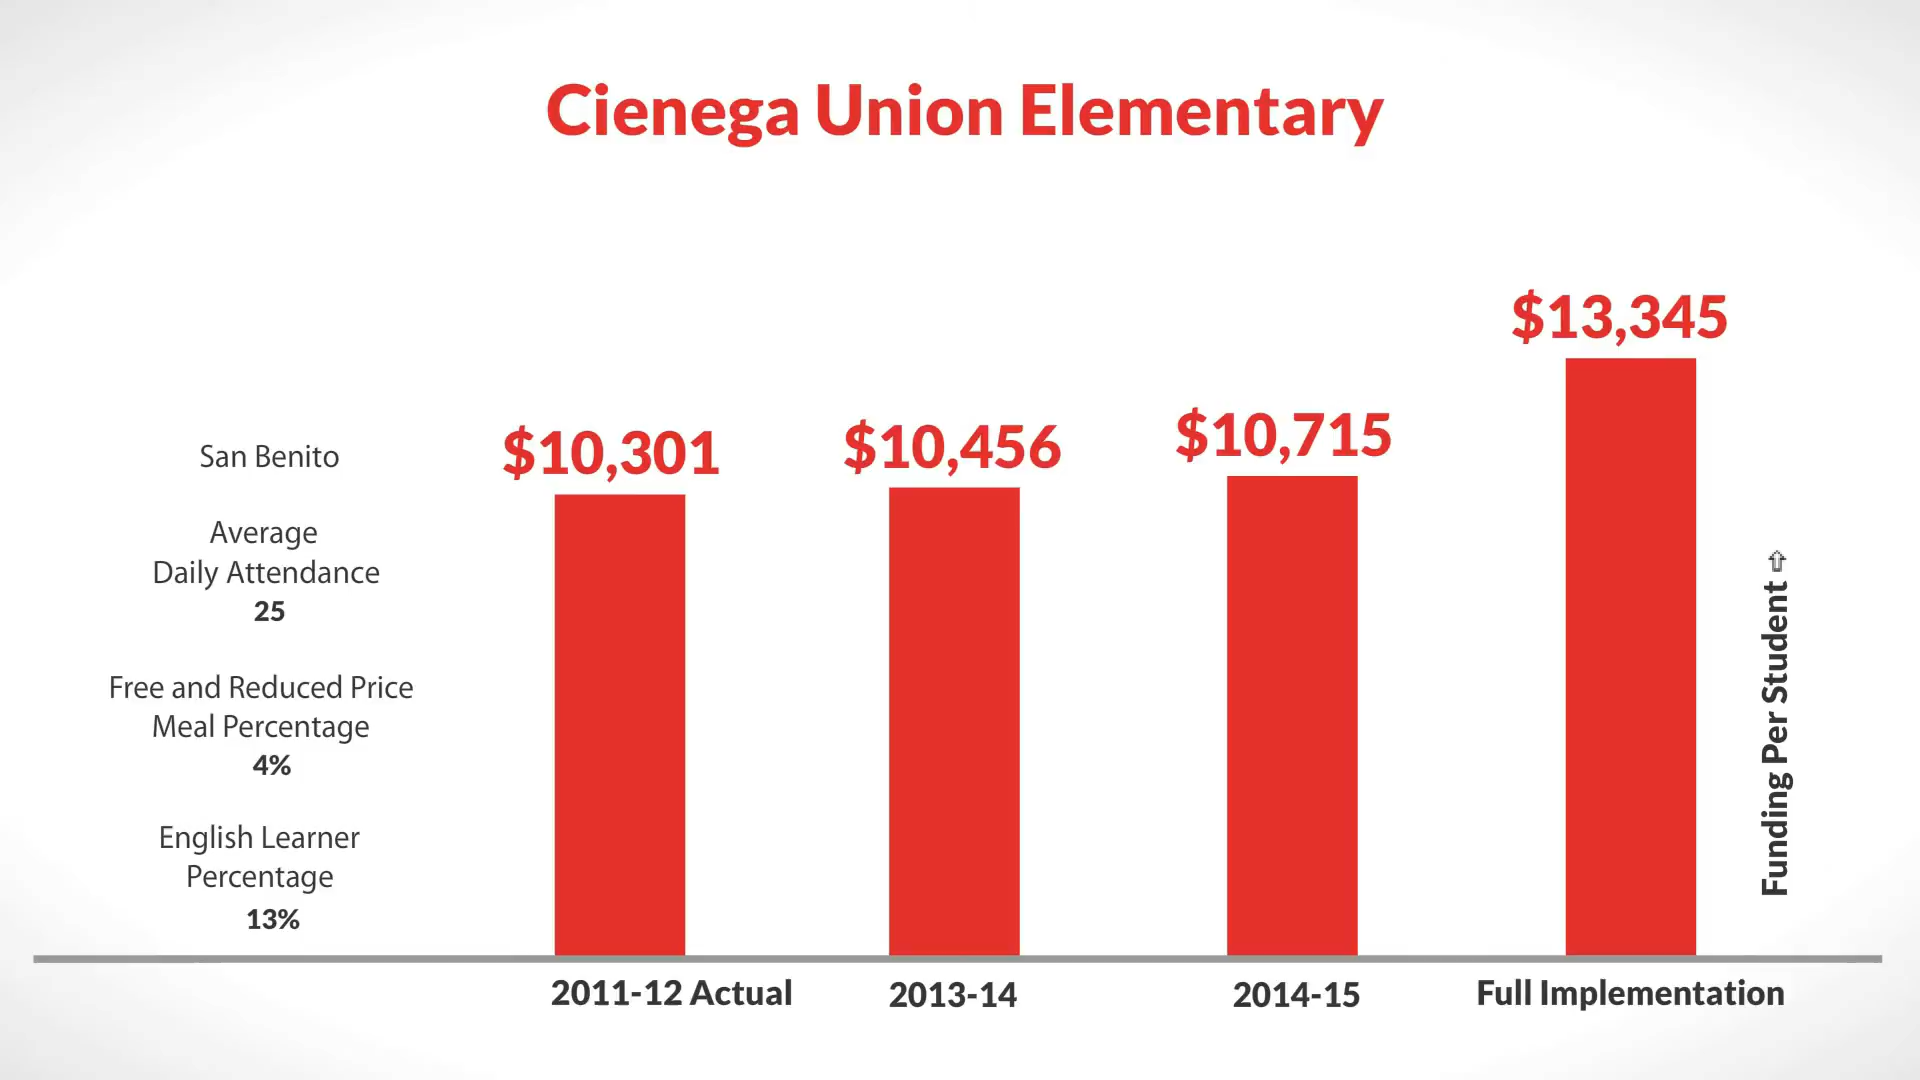 Cienega Union Elementary
San Benito
Average
Daily Attendance
25
Free and Reduced Price
Meal Percentage
4%
English Learner
Percentage
13%
$10,301
$10,456
$10,715
$13,345
Funding Per Student ⇧
2011-12 Actual
2013-14
2014-15
Full Implementation